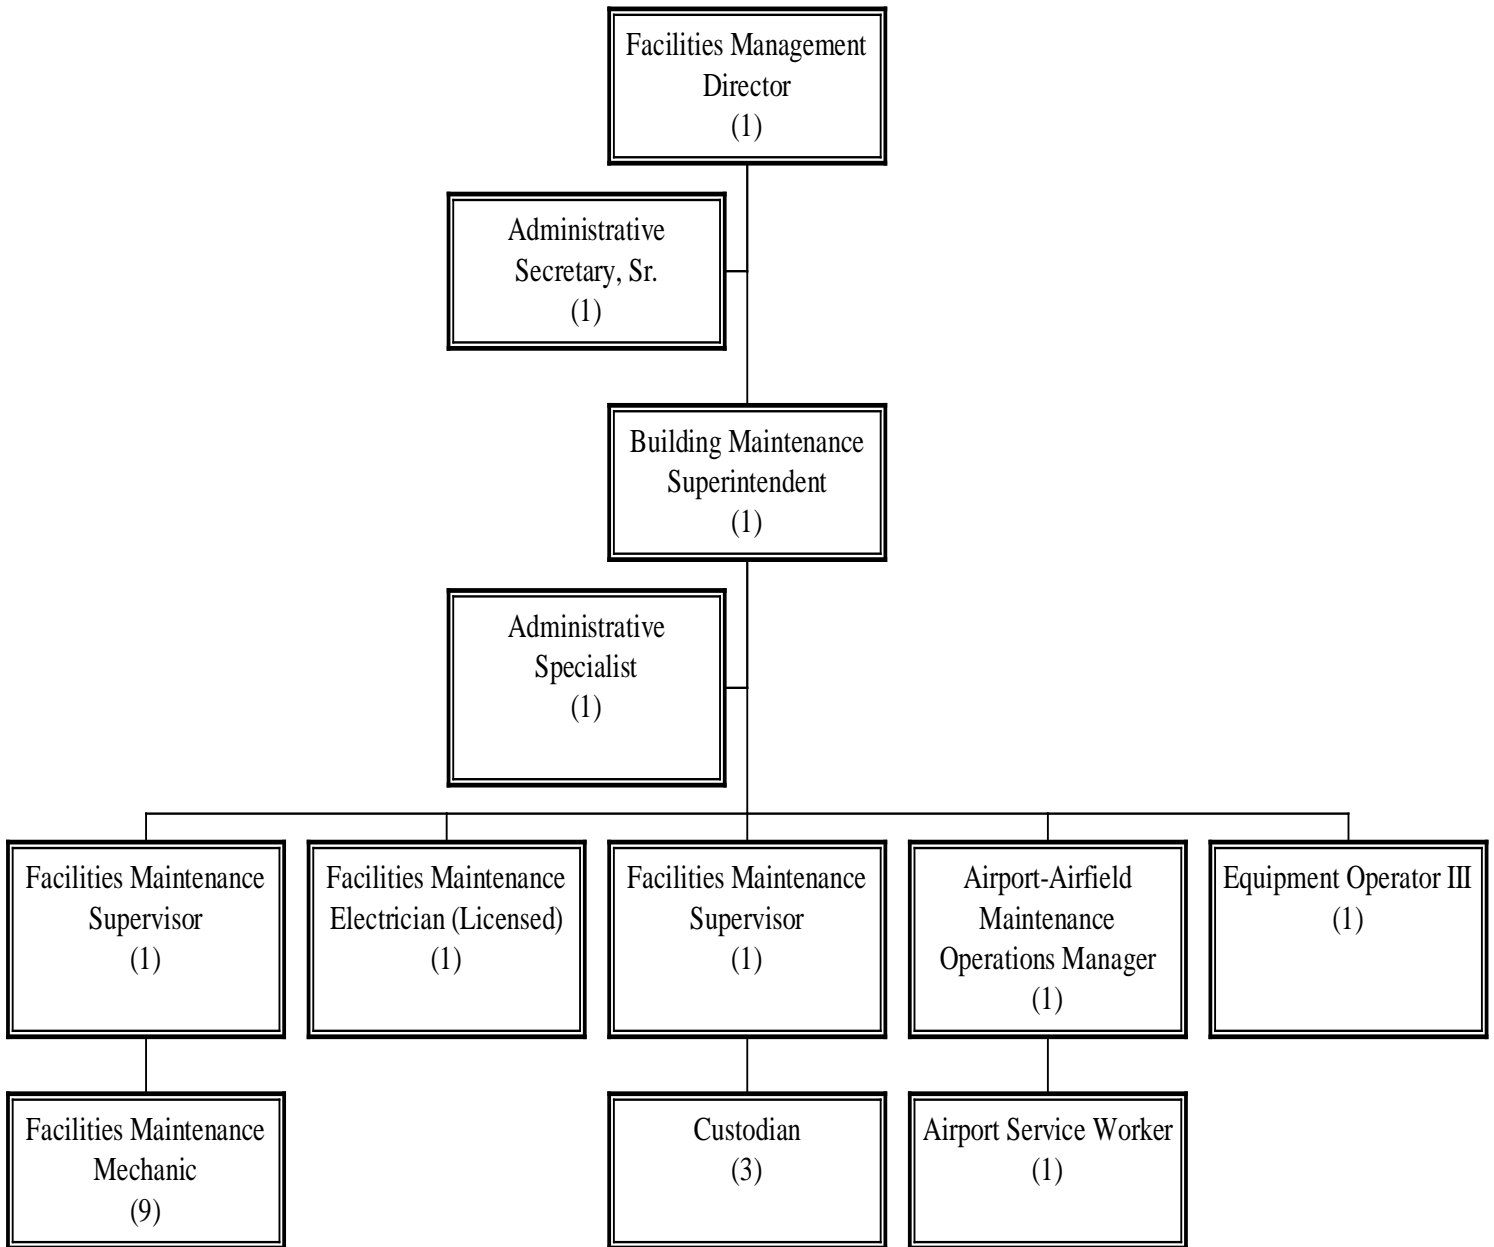 Facilities Management
Director
(1)
Administrative
Secretary, Sr.
(1)
Building Maintenance
Superintendent
(1)
Administrative
Specialist
(1)
Facilities Maintenance
Supervisor
(1)
Facilities Maintenance
Electrician (Licensed)
(1)
Facilities Maintenance
Supervisor
(1)
Airport-Airfield
Maintenance
Operations Manager
(1)
Equipment Operator III
(1)
Facilities Maintenance
Mechanic
(9)
Custodian
(3)
Airport Service Worker
(1)